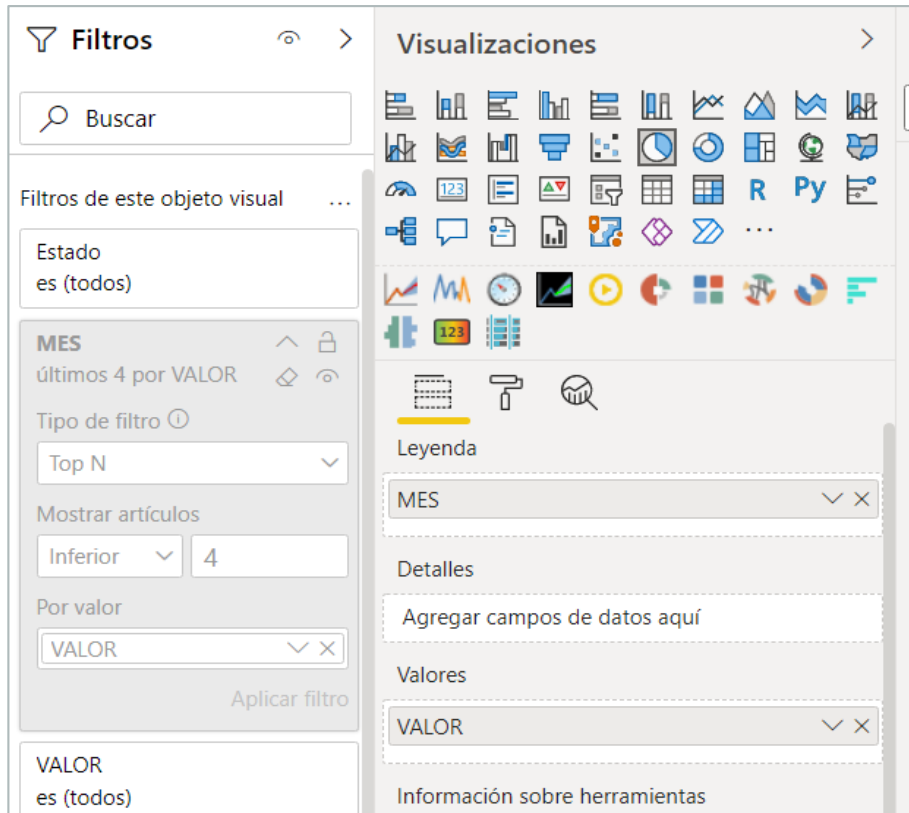 Filtros
Buscar
Filtros de este objeto visual ...
Estado
es (todos)
MES
últimos 4 por VALOR
Tipo de filtro
Top N
Mostrar artículos
Inferior 4
Por valor
VALOR
Aplicar filtro
VALOR
es (todos)
Visualizaciones
123
R Py
...
123
Leyenda
MES
Detalles
Agregar campos de datos aquí
Valores
VALOR
Información sobre herramientas